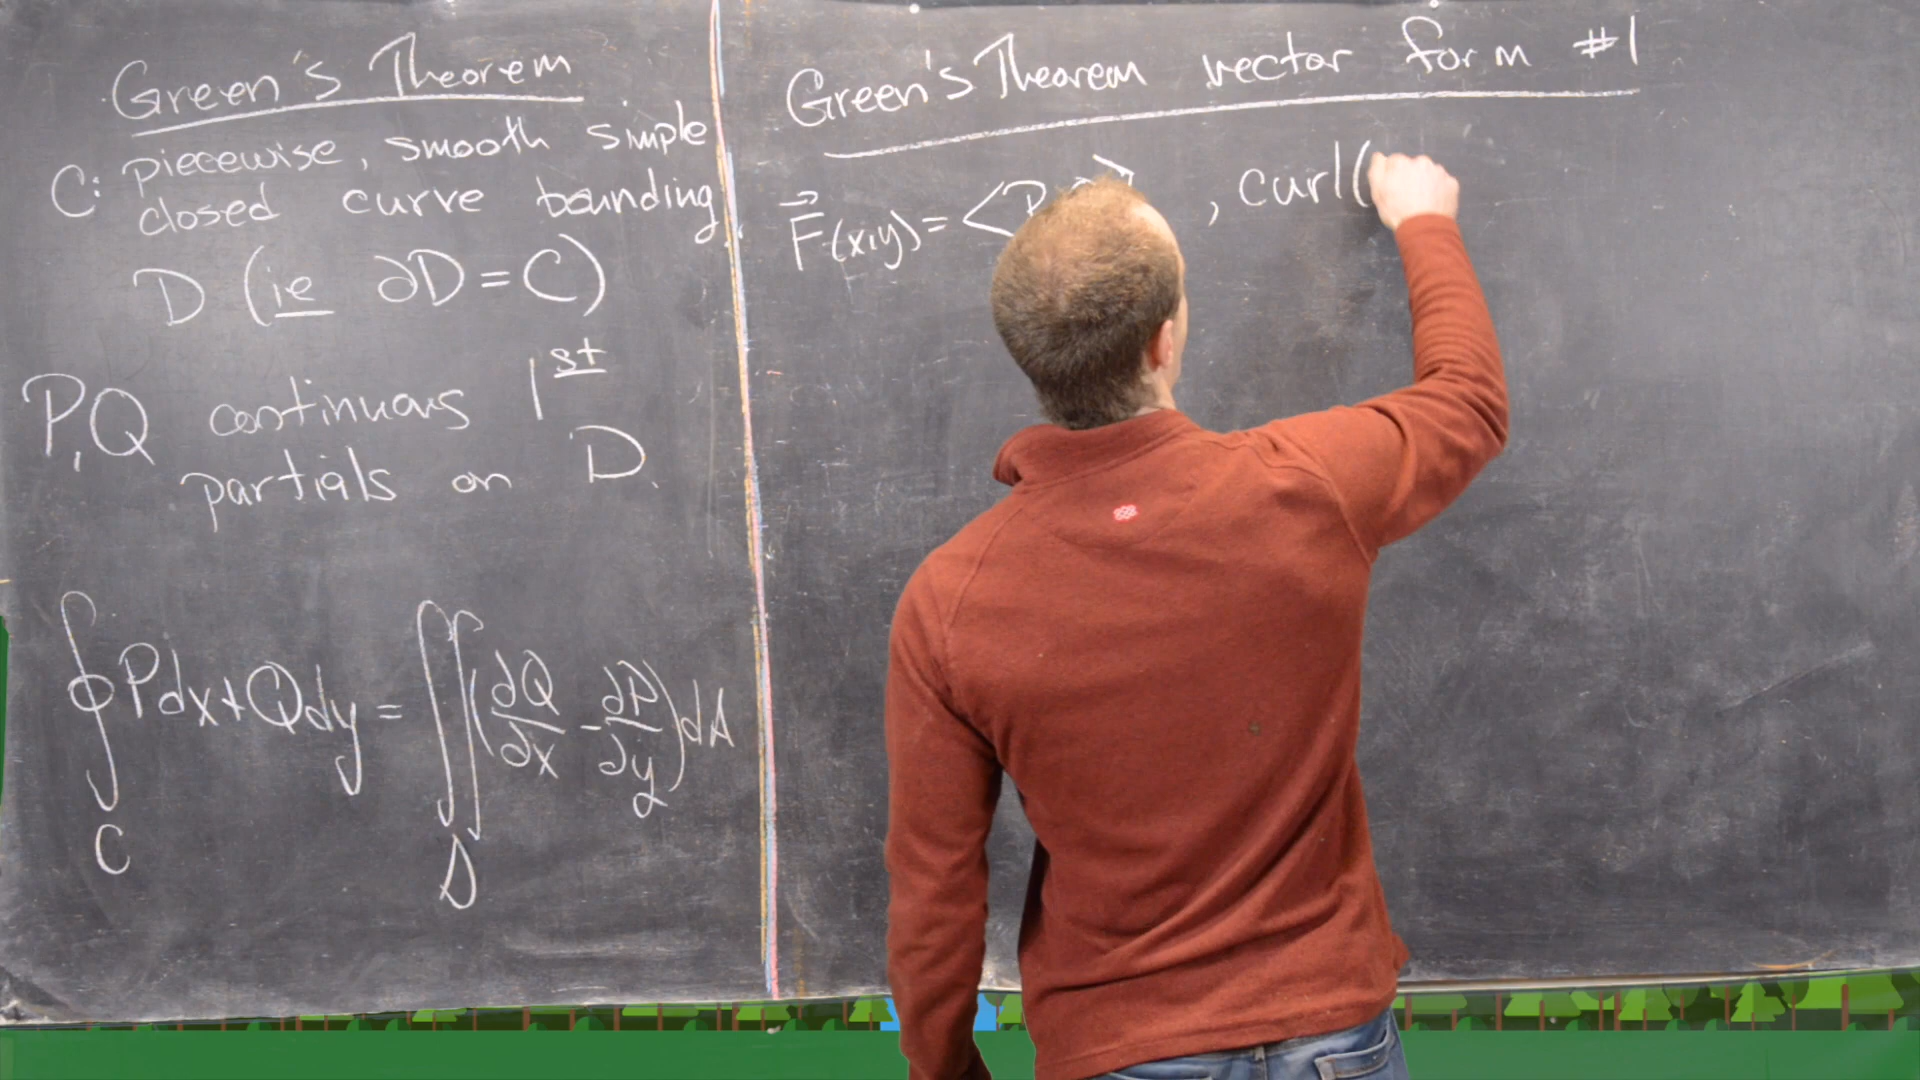 Green's Theorem
C: piecewise, smooth simple
closed curve bounding
D (ie ∂D = C)
P, Q continuous 1st
partials on D.
∮ Pdx + Qdy = ∬ (∂Q/∂x - ∂P/∂y) dA
C D
Green's Theorem vector form #1
F⃗(x,y) = < , curl(